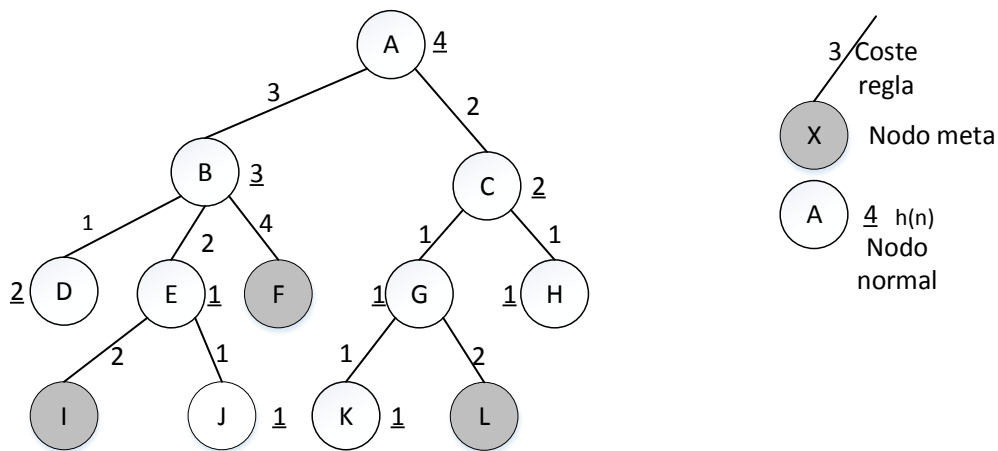 A 4
3 Coste
regla
3
2
X Nodo meta
B 3
C 2
A 4 h(n)
Nodo
normal
1
2
4
1
1
2 D
E 1
F
1 G
1 H
2
1
1
2
I
J 1
K 1
L